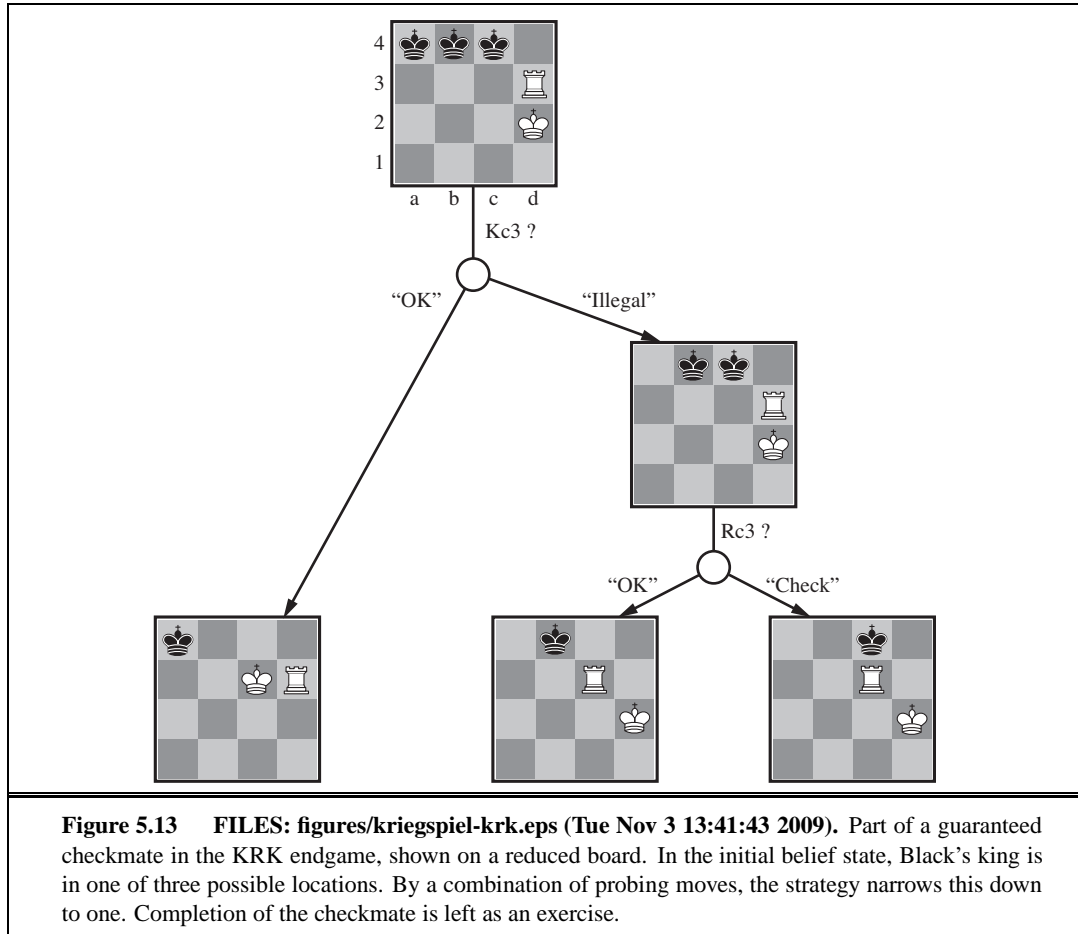 4
3
2
1
a b c d
Kc3 ?
“OK” “Illegal”
Rc3 ?
“OK” “Check”
Figure 5.13 FILES: figures/kriegspiel-krk.eps (Tue Nov 3 13:41:43 2009). Part of a guaranteed
checkmate in the KRK endgame, shown on a reduced board. In the initial belief state, Black’s king is
in one of three possible locations. By a combination of probing moves, the strategy narrows this down
to one. Completion of the checkmate is left as an exercise.